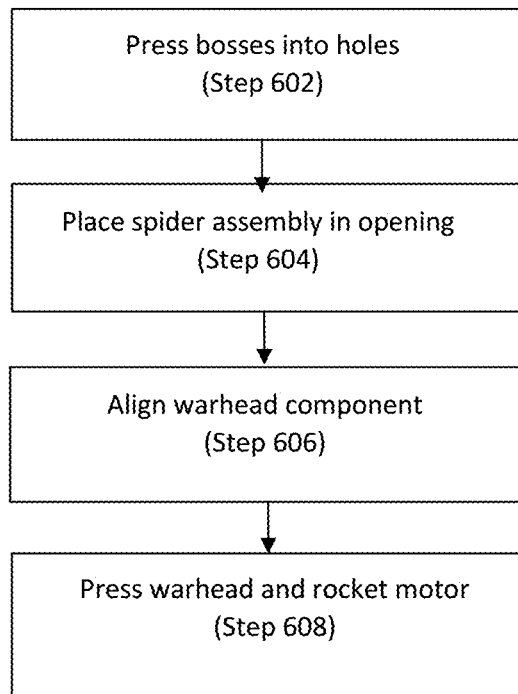 Press bosses into holes
(Step 602)
Place spider assembly in opening
(Step 604)
Align warhead component
(Step 606)
Press warhead and rocket motor
(Step 608)